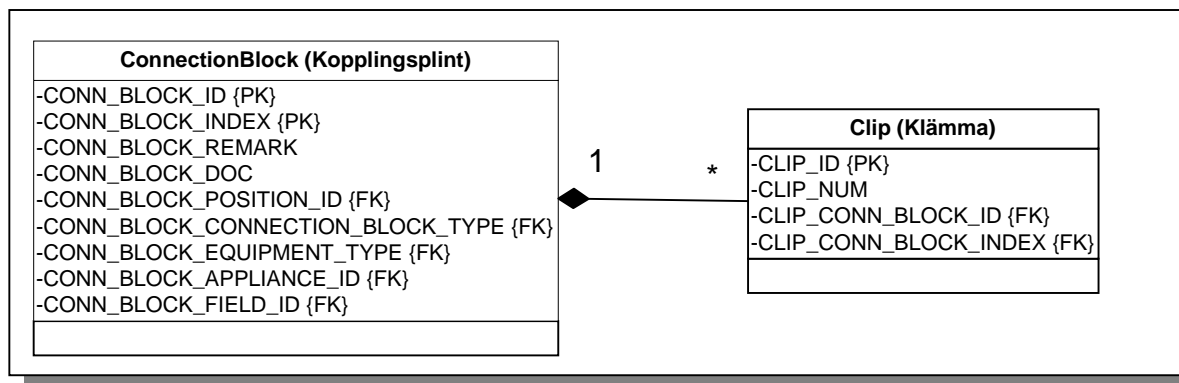 ConnectionBlock (Kopplingsplint)
-CONN_BLOCK_ID {PK}
-CONN_BLOCK_INDEX {PK}
-CONN_BLOCK_REMARK
-CONN_BLOCK_DOC
-CONN_BLOCK_POSITION_ID {FK}
-CONN_BLOCK_CONNECTION_BLOCK_TYPE {FK}
-CONN_BLOCK_EQUIPMENT_TYPE {FK}
-CONN_BLOCK_APPLIANCE_ID {FK}
-CONN_BLOCK_FIELD_ID {FK}
1
*
Clip (Klämma)
-CLIP_ID {PK}
-CLIP_NUM
-CLIP_CONN_BLOCK_ID {FK}
-CLIP_CONN_BLOCK_INDEX {FK}